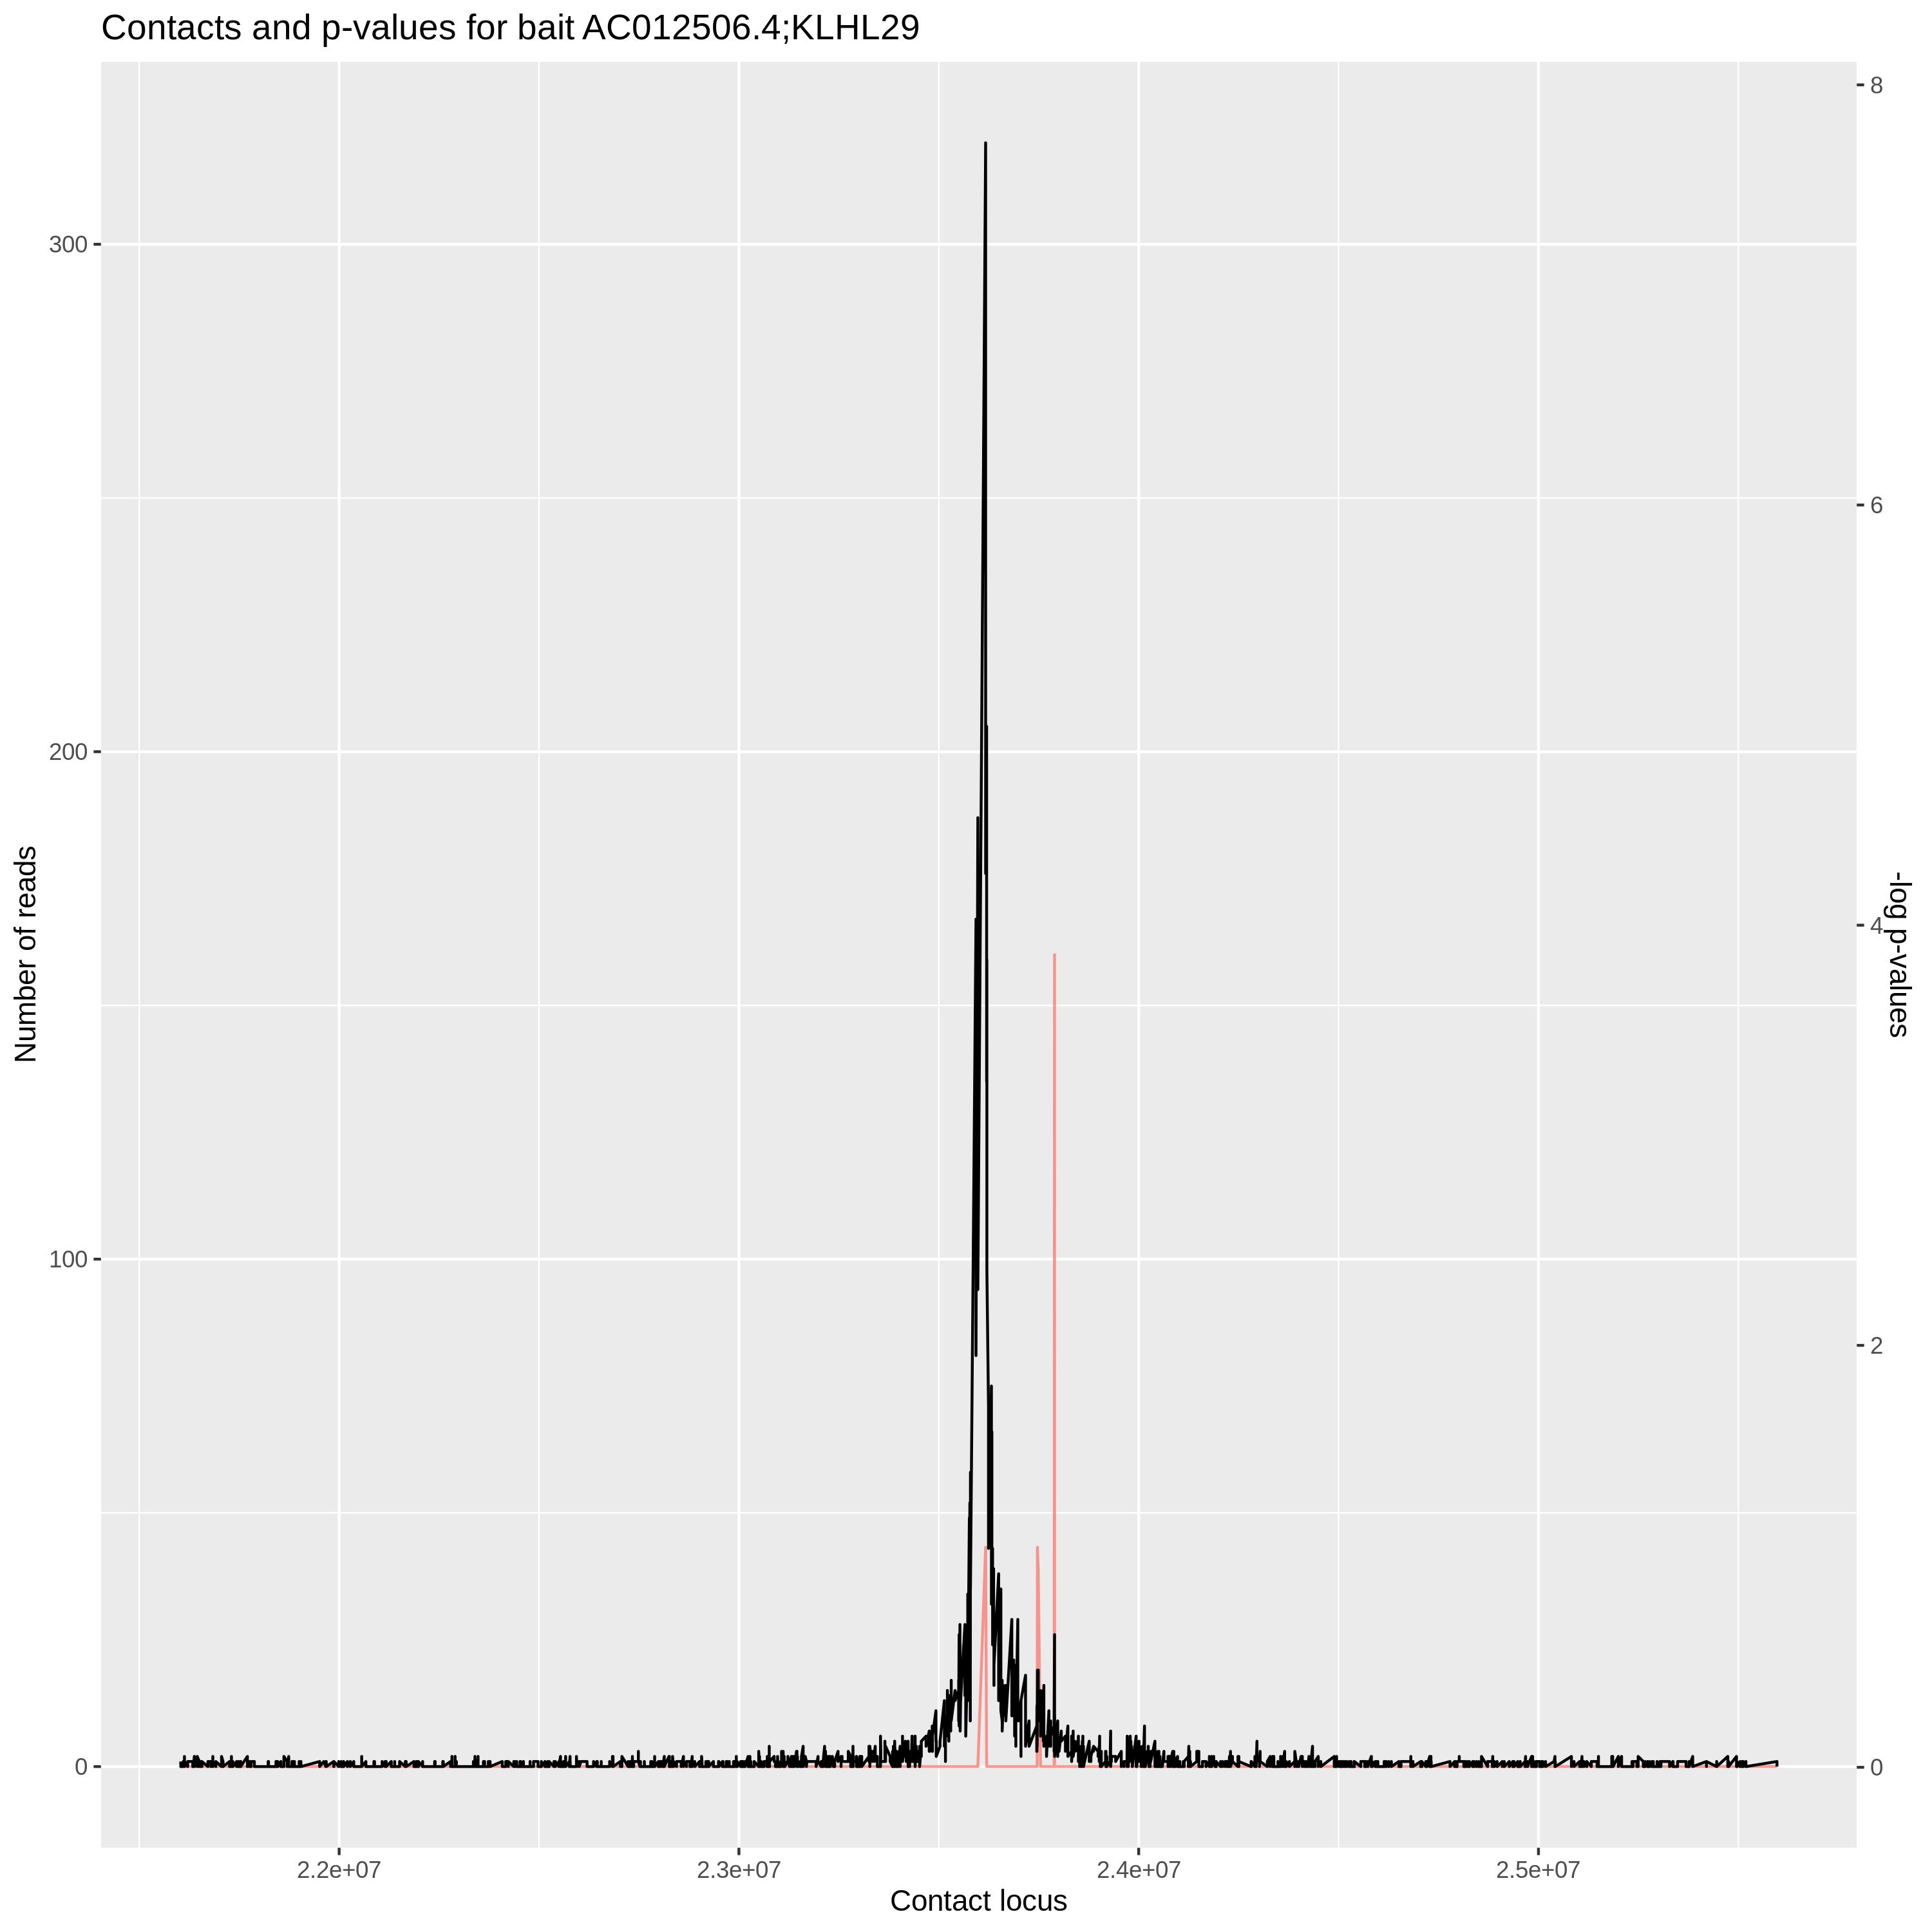 Contacts and p-values for bait AC012506.4;KLHL29
8
300
6
200
Number of reads
4
-log p-values
100
2
0
0
2.2e+07
2.3e+07
2.4e+07
2.5e+07
Contact locus